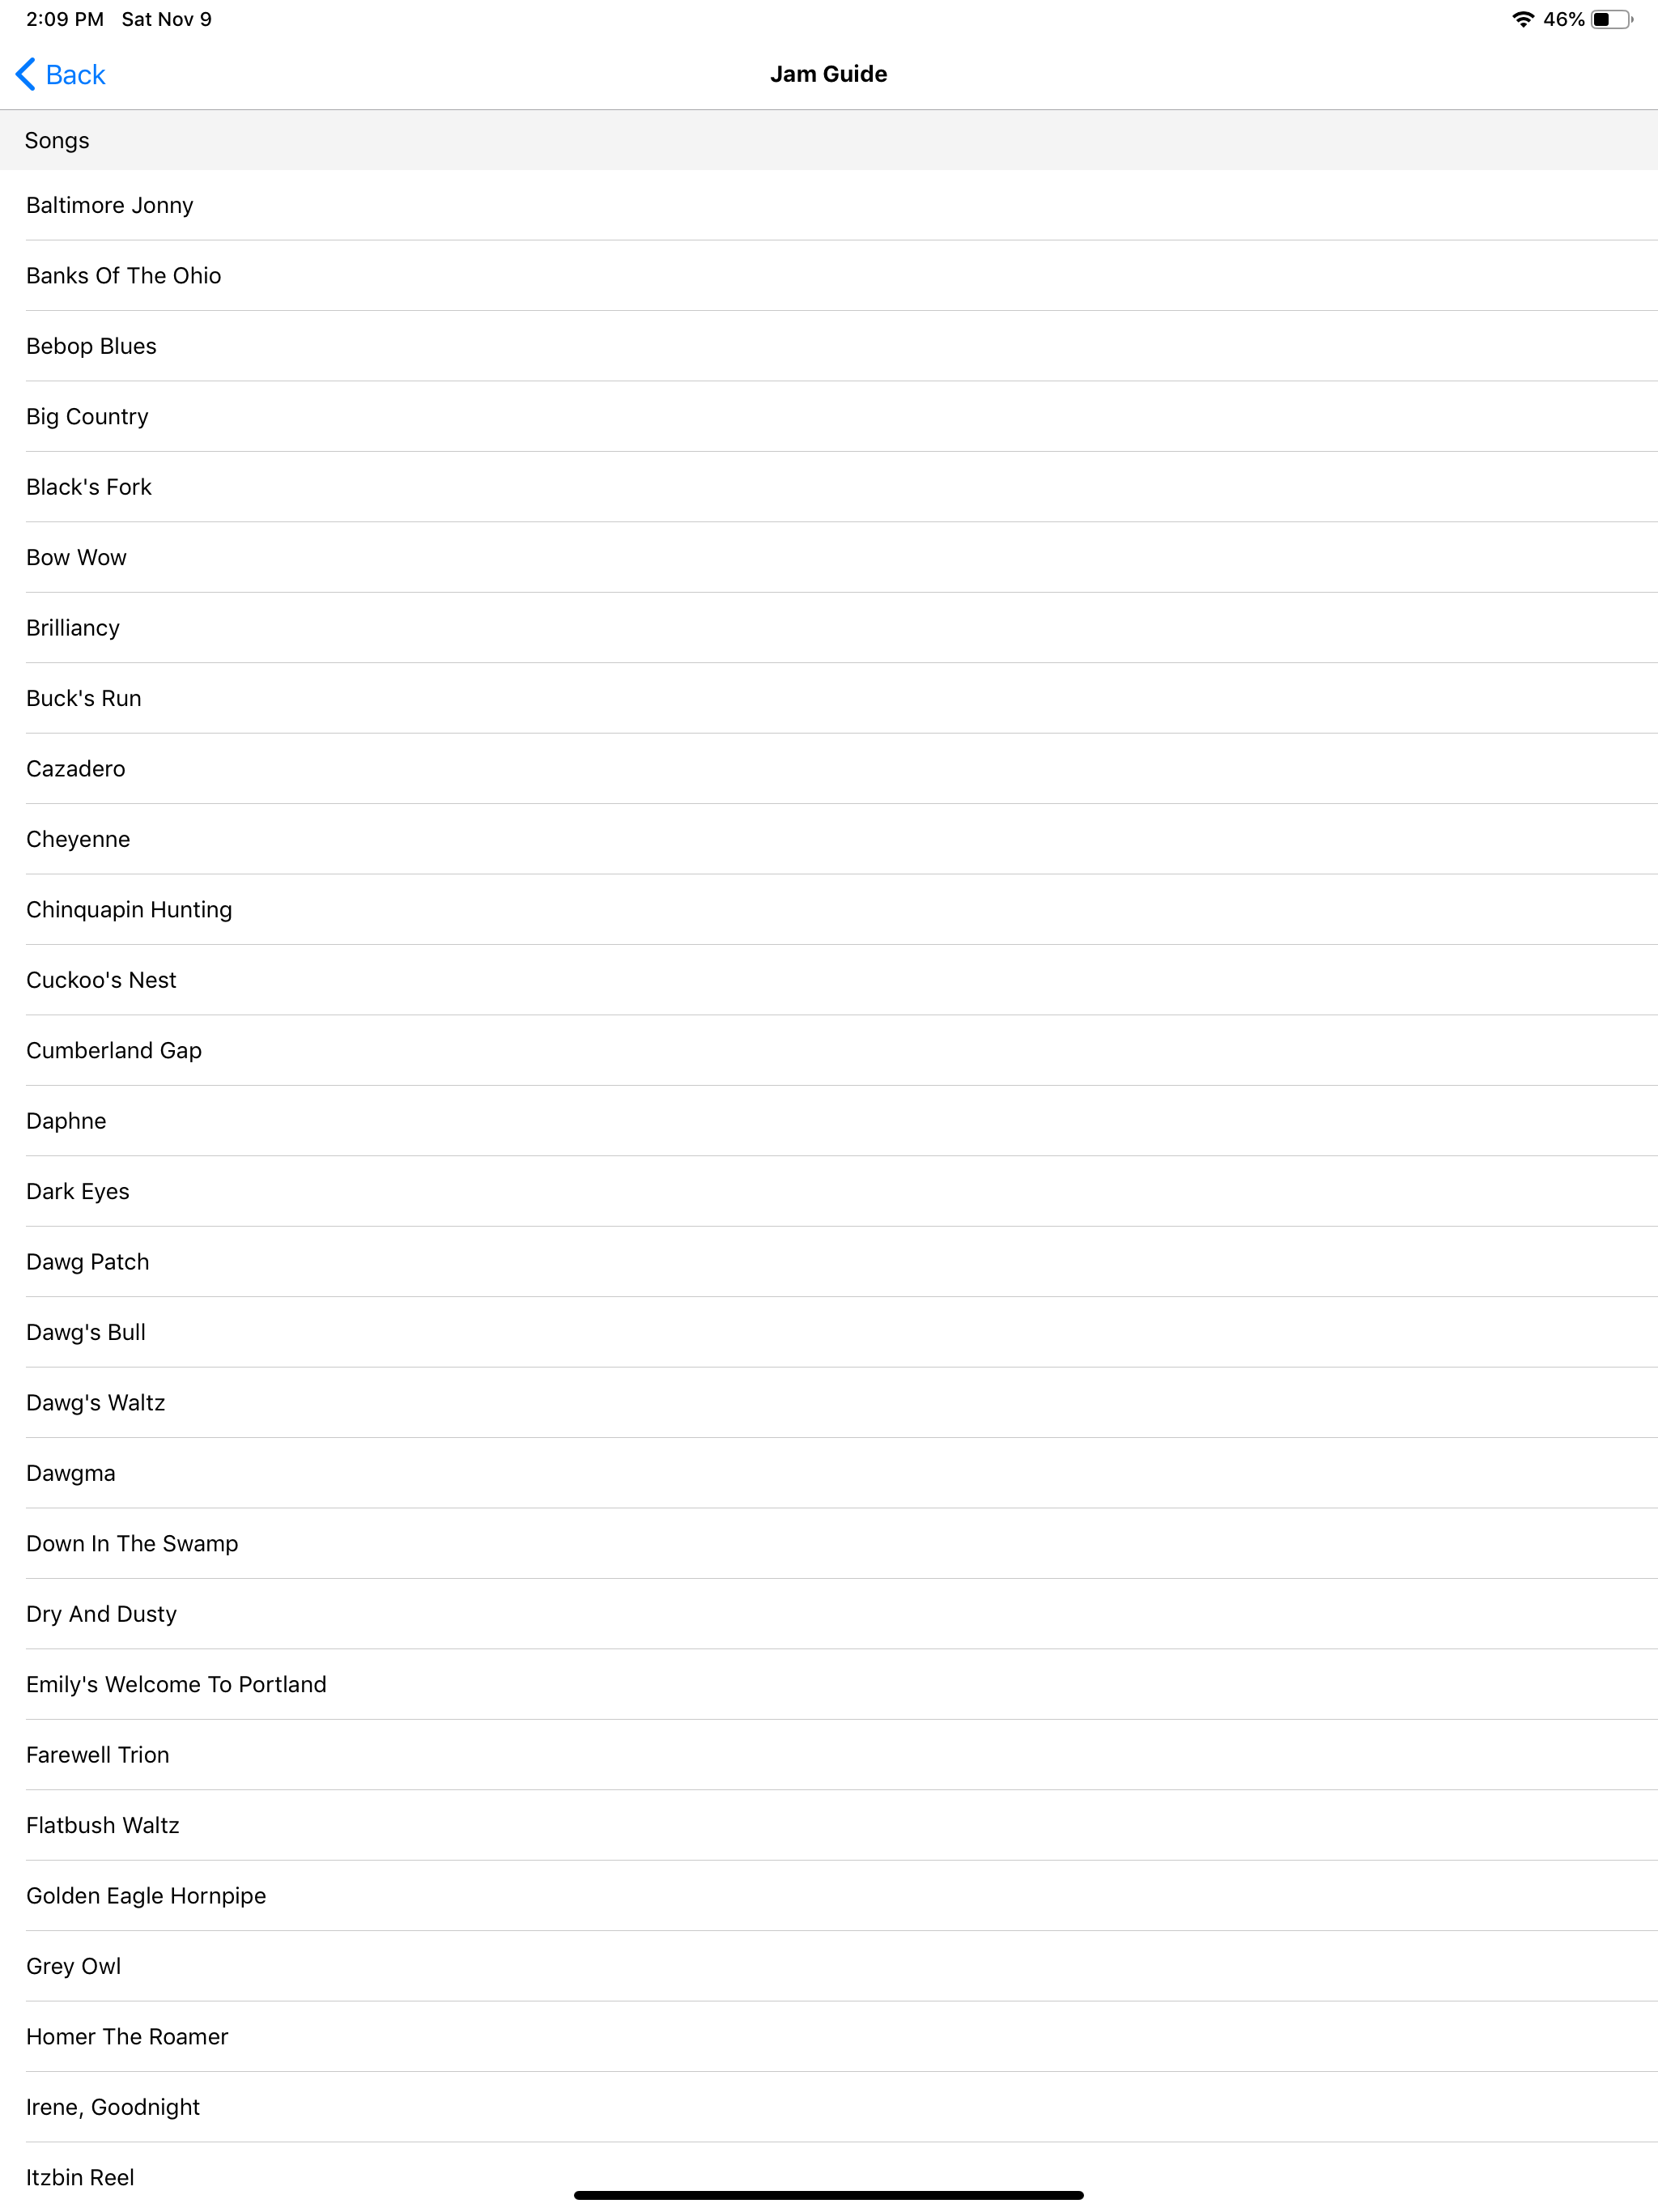 2:09 PM Sat Nov 9 46%
Back Jam Guide
Songs
Baltimore Jonny
Banks Of The Ohio
Bebop Blues
Big Country
Black's Fork
Bow Wow
Brilliancy
Buck's Run
Cazadero
Cheyenne
Chinquapin Hunting
Cuckoo's Nest
Cumberland Gap
Daphne
Dark Eyes
Dawg Patch
Dawg's Bull
Dawg's Waltz
Dawgma
Down In The Swamp
Dry And Dusty
Emily's Welcome To Portland
Farewell Trion
Flatbush Waltz
Golden Eagle Hornpipe
Grey Owl
Homer The Roamer
Irene, Goodnight
Itzbin Reel